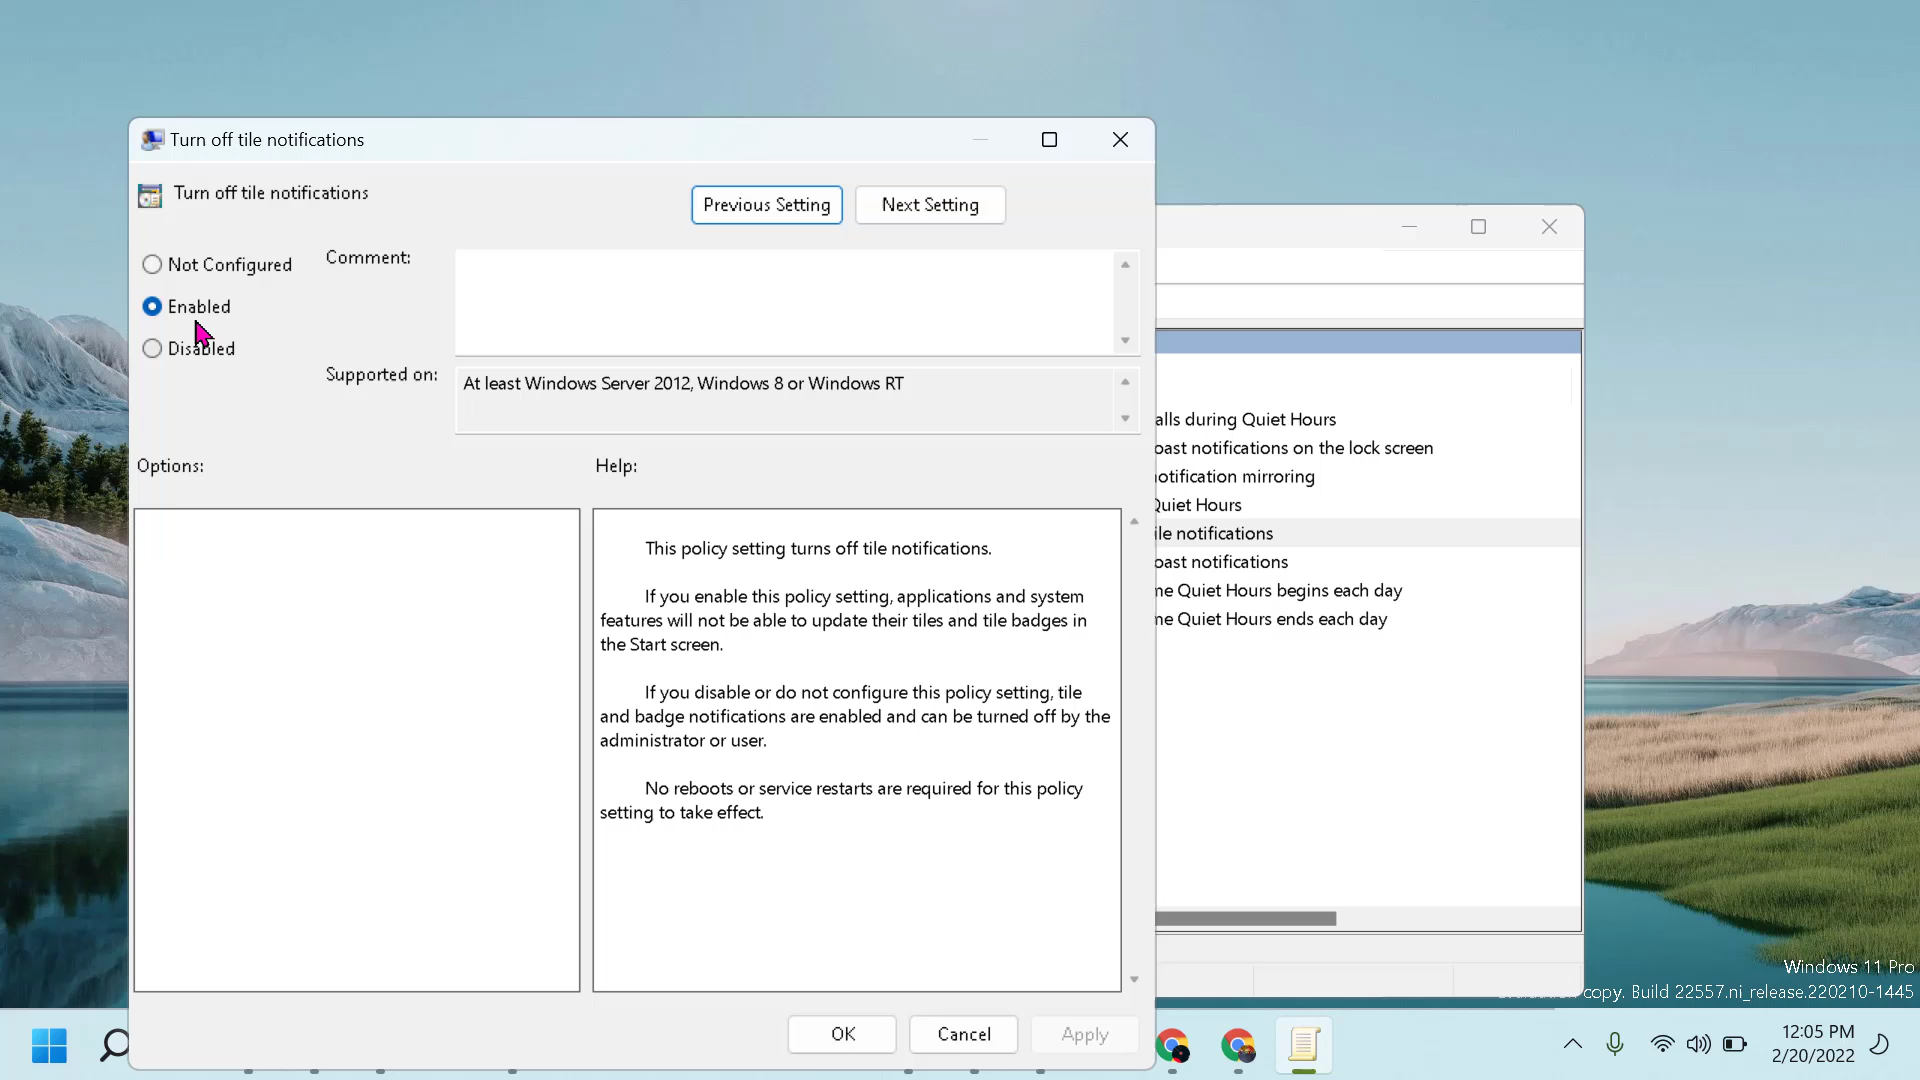 Turn off tile notifications
Turn off tile notifications
Previous Setting
Next Setting
Not Configured
Comment:
Enabled
Disabled
Supported on:
At least Windows Server 2012, Windows 8 or Windows RT
Options:
Help:
This policy setting turns off tile notifications.
If you enable this policy setting, applications and system
features will not be able to update their tiles and tile badges in
the Start screen.
If you disable or do not configure this policy setting, tile
and badge notifications are enabled and can be turned off by the
administrator or user.
No reboots or service restarts are required for this policy
setting to take effect.
OK
Cancel
Apply
alls during Quiet Hours
oast notifications on the lock screen
notification mirroring
Quiet Hours
ile notifications
oast notifications
me Quiet Hours begins each day
me Quiet Hours ends each day
Windows 11 Pro
copy. Build 22557.ni_release.220210-1445
12:05 PM
2/20/2022